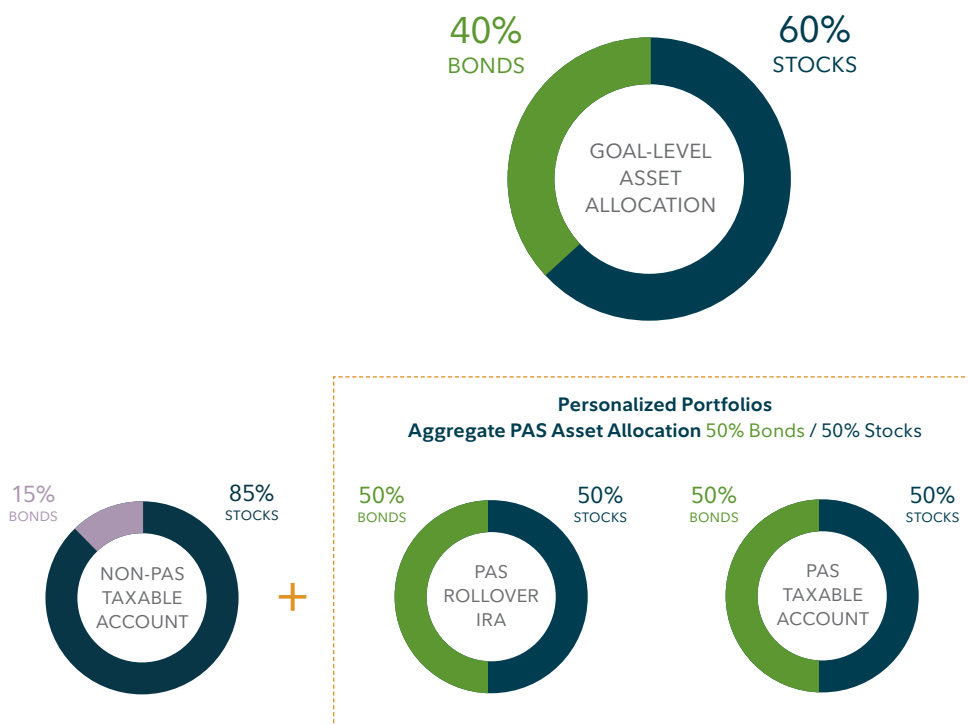 40%
BONDS
60%
STOCKS
GOAL-LEVEL
ASSET
ALLOCATION
Personalized Portfolios
Aggregate PAS Asset Allocation 50% Bonds / 50% Stocks
15%
BONDS
85%
STOCKS
NON-PAS
TAXABLE
ACCOUNT
+
50%
BONDS
50%
STOCKS
PAS
ROLLOVER
IRA
50%
BONDS
50%
STOCKS
PAS
TAXABLE
ACCOUNT